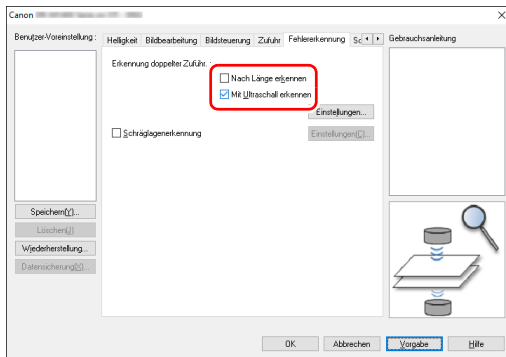 Canon
Benutzer-Voreinstellung :
Helligkeit Bildbearbeitung Bildsteuerung Zufuhr Fehlererkennung Sc
Gebrauchsanleitung
Erkennung doppelter Zufuhr. :
Nach Länge erkennen
Mit Ultraschall erkennen
Einstellungen...
Schräglagenerkennung
Einstellungen(C)...
Speichern(Y)...
Löschen(J)
Wiederherstellung...
Datensicherung(X)...
OK
Abbrechen
Vorgabe
Hilfe